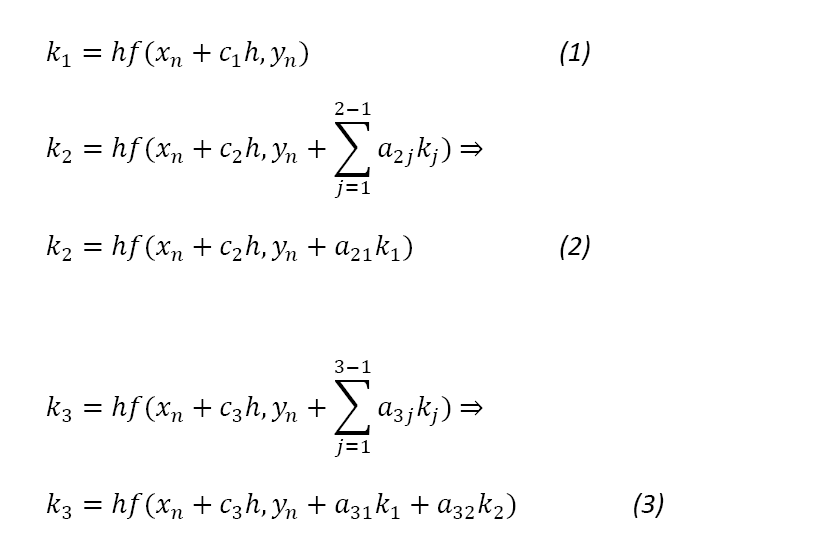 k₁ = hf(xₙ + c₁h, yₙ) (1)
k₂ = hf(xₙ + c₂h, yₙ + ∑_{j=1}^{2−1} a₂ⱼkⱼ) ⇒
k₂ = hf(xₙ + c₂h, yₙ + a₂₁k₁) (2)
k₃ = hf(xₙ + c₃h, yₙ + ∑_{j=1}^{3−1} a₃ⱼkⱼ) ⇒
k₃ = hf(xₙ + c₃h, yₙ + a₃₁k₁ + a₃₂k₂) (3)